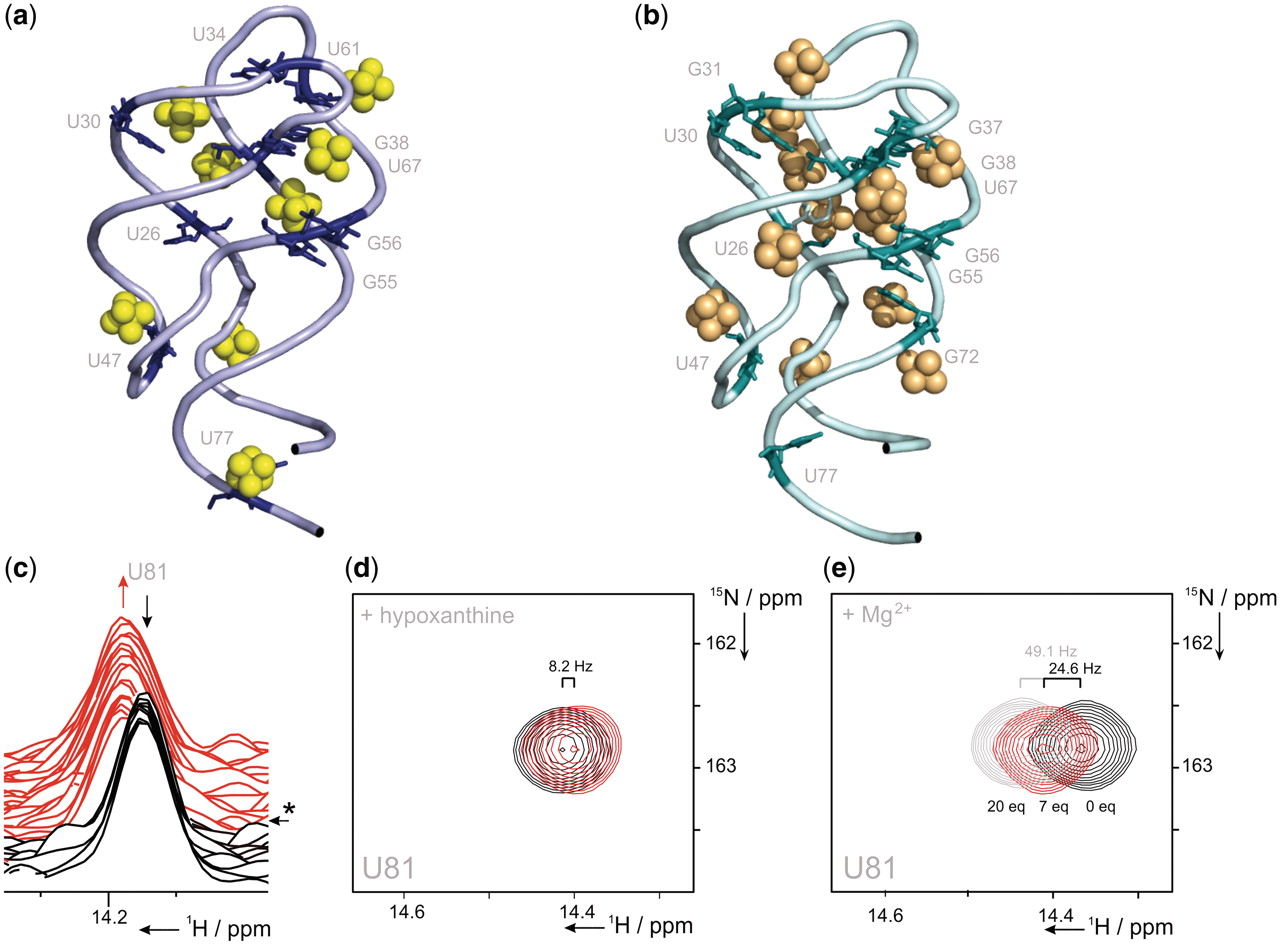 (a)
U34
U61
U30
G38
U67
U26
G56
G55
U47
U77
(b)
G31
U30
G37
G38
U67
U26
G56
G55
U47
G72
U77
(c)
U81
*
14.2
¹H / ppm
(d)
+ hypoxanthine
8.2 Hz
U81
¹⁵N / ppm
162
163
14.6
14.4
¹H / ppm
(e)
+ Mg²⁺
49.1 Hz
24.6 Hz
20 eq 7 eq 0 eq
U81
¹⁵N / ppm
162
163
14.6
14.4
¹H / ppm